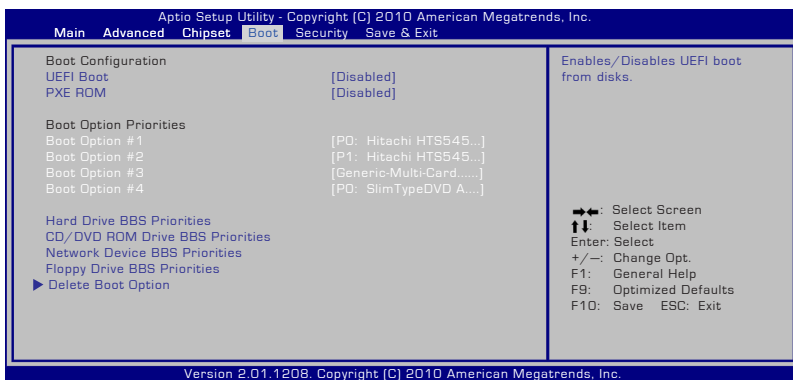 Aptio Setup Utility - Copyright (C) 2010 American Megatrends, Inc.
Main Advanced Chipset Boot Security Save & Exit
Boot Configuration
UEFI Boot [Disabled]
PXE ROM [Disabled]
Boot Option Priorities
Boot Option #1 [P0: Hitachi HTS545...]
Boot Option #2 [P1: Hitachi HTS545...]
Boot Option #3 [Generic-Multi-Card......]
Boot Option #4 [P0: SlimTypeDVD A....]
Hard Drive BBS Priorities
CD/DVD ROM Drive BBS Priorities
Network Device BBS Priorities
Floppy Drive BBS Priorities
▶ Delete Boot Option
Enables/Disables UEFI boot
from disks.
→←: Select Screen
↑↓: Select Item
Enter: Select
+/—: Change Opt.
F1: General Help
F9: Optimized Defaults
F10: Save ESC: Exit
Version 2.01.1208. Copyright (C) 2010 American Megatrends, Inc.